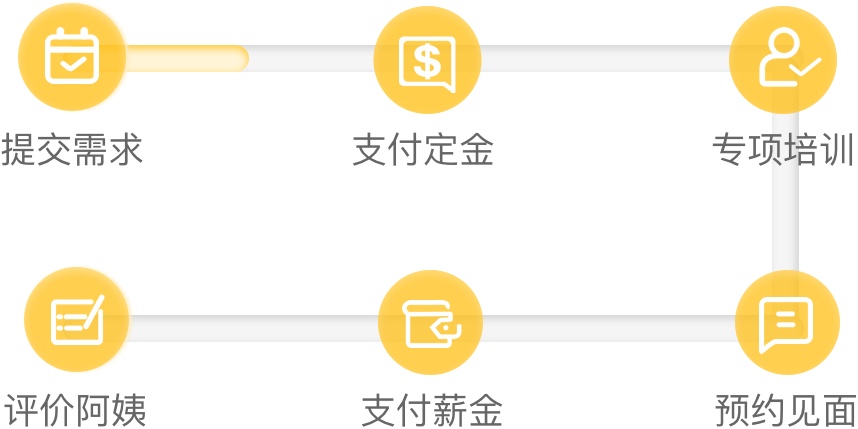 提交需求
支付定金
专项培训
评价阿姨
支付薪金
预约见面